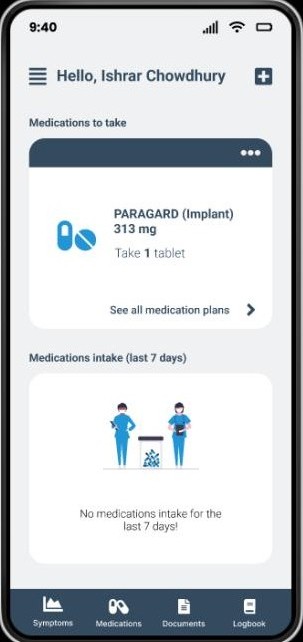 9:40
Hello, Ishrar Chowdhury
Medications to take
PARAGARD (Implant)
313 mg
Take 1 tablet
See all medication plans
Medications intake (last 7 days)
No medications intake for the
last 7 days!
Symptoms
Medications
Documents
Logbook